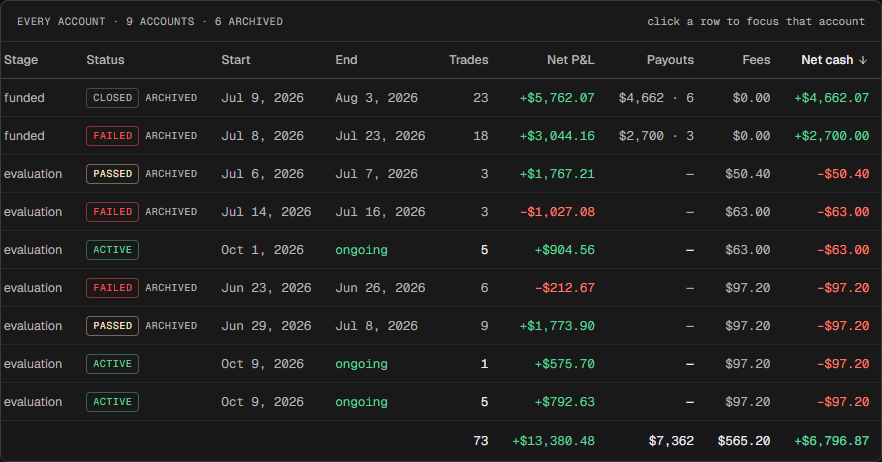 EVERY ACCOUNT · 9 ACCOUNTS · 6 ARCHIVED click a row to focus that account
Stage Status Start End Trades Net P&L Payouts Fees Net cash ↓
funded CLOSED ARCHIVED Jul 9, 2026 Aug 3, 2026 23 +$5,762.07 $4,662 · 6 $0.00 +$4,662.07
funded FAILED ARCHIVED Jul 8, 2026 Jul 23, 2026 18 +$3,044.16 $2,700 · 3 $0.00 +$2,700.00
evaluation PASSED ARCHIVED Jul 6, 2026 Jul 7, 2026 3 +$1,767.21 – $50.40 -$50.40
evaluation FAILED ARCHIVED Jul 14, 2026 Jul 16, 2026 3 -$1,027.08 – $63.00 -$63.00
evaluation ACTIVE Oct 1, 2026 ongoing 5 +$904.56 – $63.00 -$63.00
evaluation FAILED ARCHIVED Jun 23, 2026 Jun 26, 2026 6 -$212.67 – $97.20 -$97.20
evaluation PASSED ARCHIVED Jun 29, 2026 Jul 8, 2026 9 +$1,773.90 – $97.20 -$97.20
evaluation ACTIVE Oct 9, 2026 ongoing 1 +$575.70 – $97.20 -$97.20
evaluation ACTIVE Oct 9, 2026 ongoing 5 +$792.63 – $97.20 -$97.20
73 +$13,380.48 $7,362 $565.20 +$6,796.87